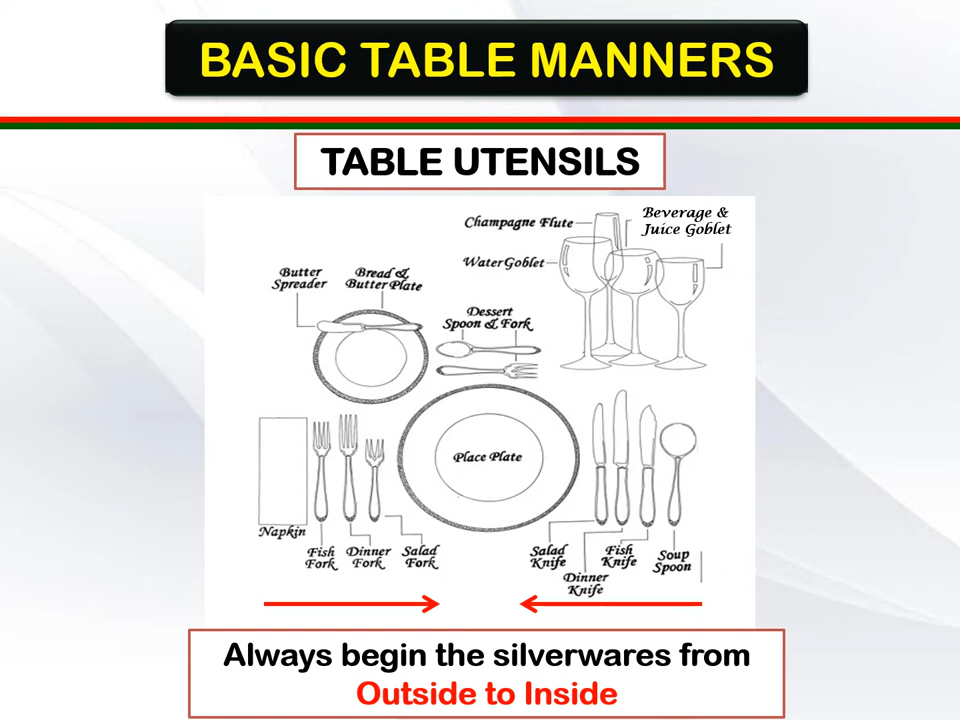 BASIC TABLE MANNERS
TABLE UTENSILS
Champagne Flute
Beverage &
Juice Goblet
Water Goblet
Butter
Spreader
Bread &
Butter Plate
Dessert
Spoon & Fork
Place Plate
Napkin
Fish
Fork
Dinner
Fork
Salad
Fork
Salad
Knife
Dinner
Knife
Fish
Knife
Soup
Spoon
Always begin the silverwares from
Outside to Inside